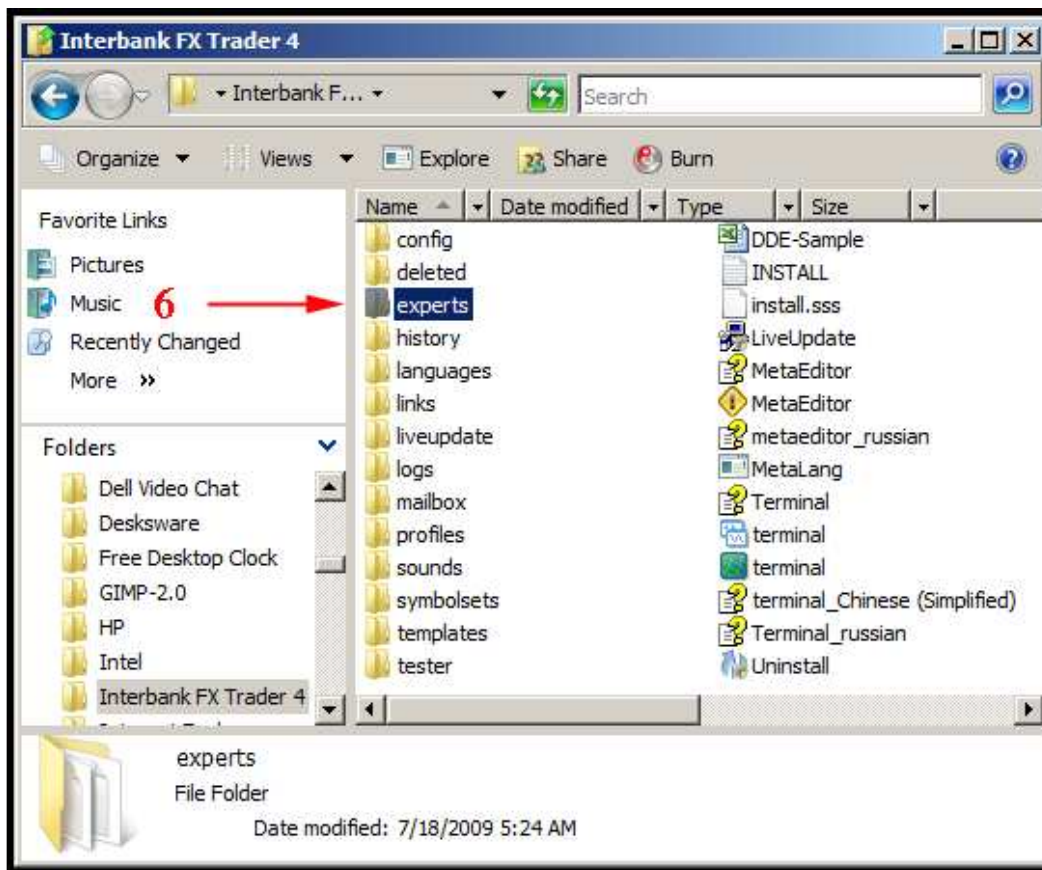 Interbank FX Trader 4
Interbank F...
Search
Organize Views Explore Share Burn
Favorite Links
Pictures
Music
Recently Changed
More »
6
Folders
Dell Video Chat
Desksware
Free Desktop Clock
GIMP-2.0
HP
Intel
Interbank FX Trader 4
Name Date modified Type Size
config
deleted
experts
history
languages
links
liveupdate
logs
mailbox
profiles
sounds
symbolsets
templates
tester
DDE-Sample
INSTALL
install.sss
LiveUpdate
MetaEditor
MetaEditor
metaeditor_russian
MetaLang
Terminal
terminal
terminal
terminal_Chinese (Simplified)
Terminal_russian
Uninstall
experts
File Folder
Date modified: 7/18/2009 5:24 AM